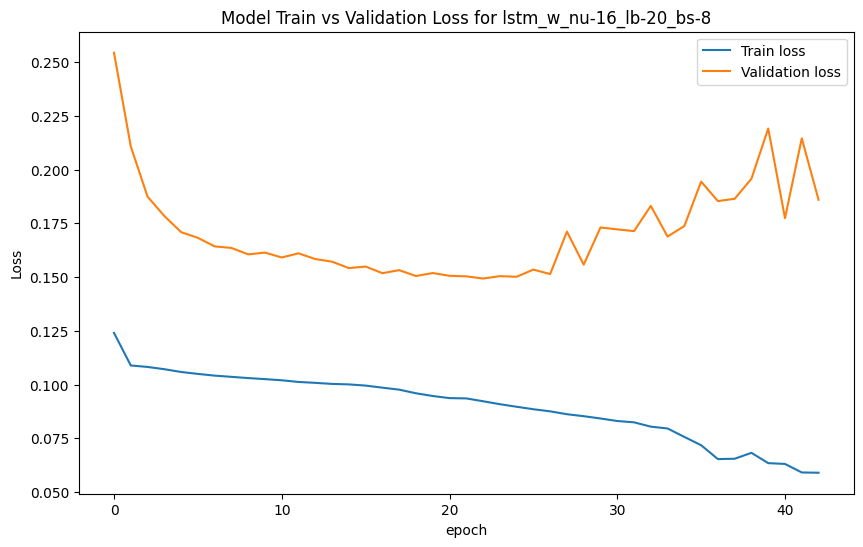 Model Train vs Validation Loss for lstm_w_nu-16_lb-20_bs-8
Train loss
Validation loss
0.250
0.225
0.200
0.175
0.150
0.125
0.100
0.075
0.050
Loss
0 10 20 30 40
epoch